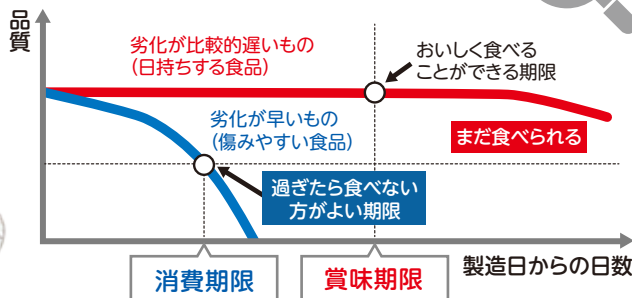 品質
劣化が比較的遅いもの
(日持ちする食品)
おいしく食べる
ことができる期限
劣化が早いもの
(傷みやすい食品)
まだ食べられる
過ぎたら食べない
方がよい期限
製造日からの日数
消費期限
賞味期限